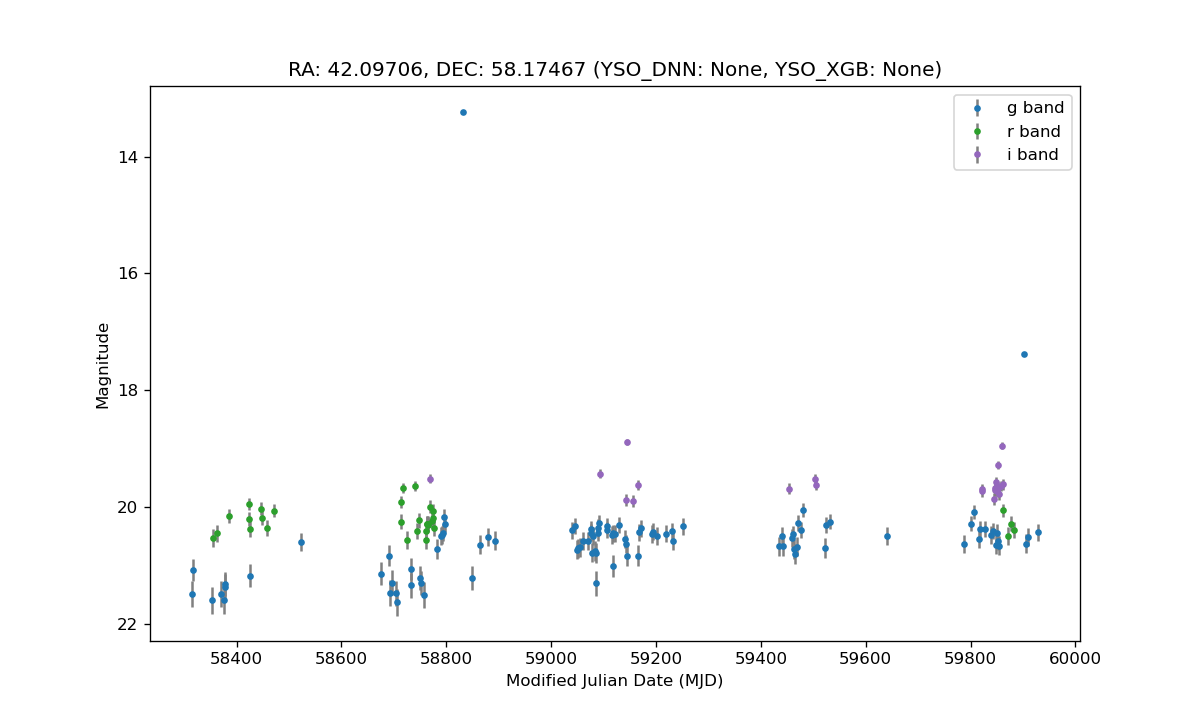 RA: 42.09706, DEC: 58.17467 (YSO_DNN: None, YSO_XGB: None)
g band
r band
i band
14
16
18
20
22
Magnitude
58400 58600 58800 59000 59200 59400 59600 59800 60000
Modified Julian Date (MJD)